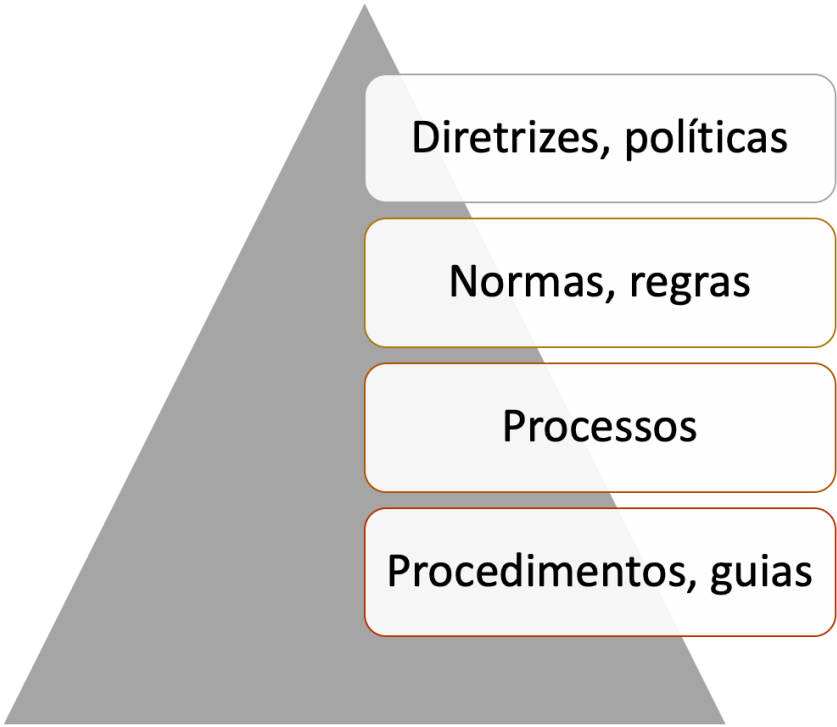 Diretrizes, políticas
Normas, regras
Processos
Procedimentos, guias